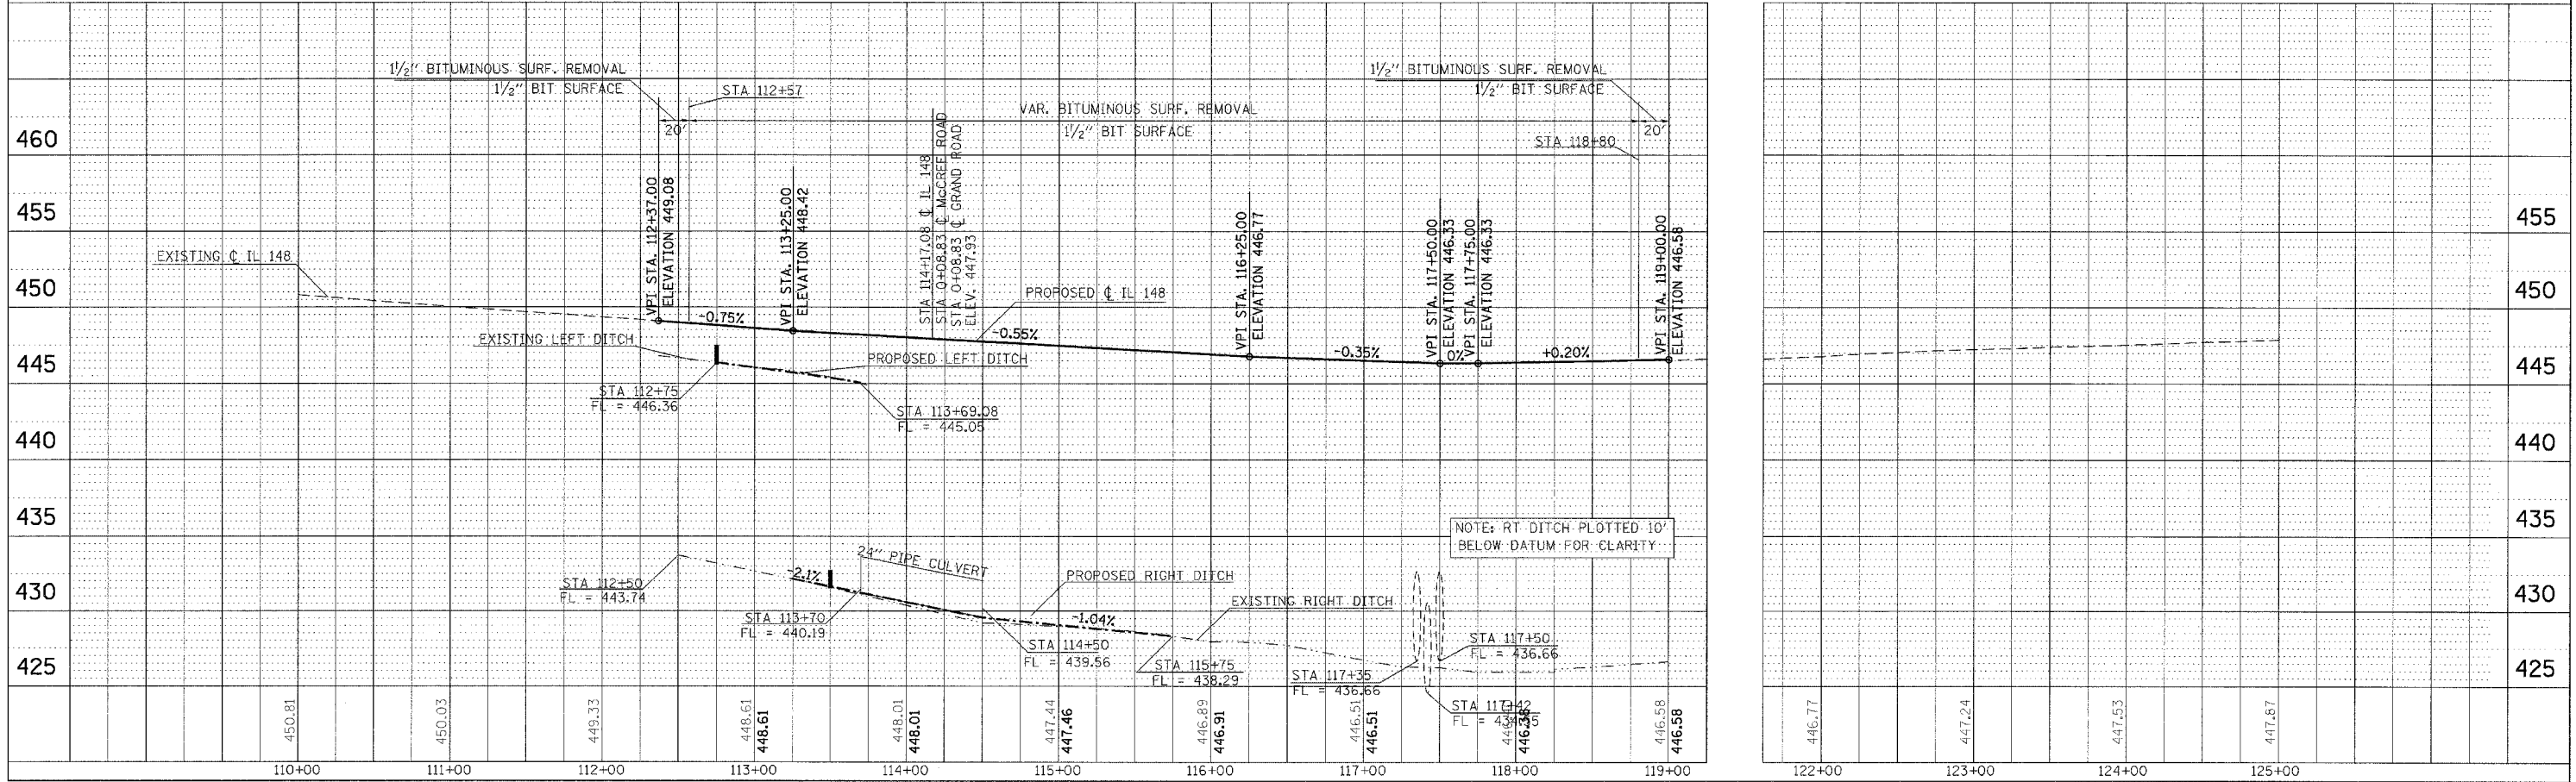 1½" BITUMINOUS SURF. REMOVAL
1½" BIT SURFACE
STA 112+57
20'
VAR. BITUMINOUS SURF. REMOVAL
1½" BIT SURFACE
1½" BITUMINOUS SURF. REMOVAL
1½" BIT SURFACE
20'
STA 118+80
460
455
450
445
440
435
430
425
455
450
445
440
435
430
425
EXISTING ℄ IL 148
VPI STA. 112+37.00
ELEVATION 449.08
VPI STA. 113+25.00
ELEVATION 448.42
STA 114+17.08 ℄ IL 148
STA 0+08.83 ℄ McCREE ROAD
STA 0+08.83 ℄ GRAND ROAD
ELEV. 447.93
PROPOSED ℄ IL 148
VPI STA. 116+25.00
ELEVATION 446.77
VPI STA. 117+50.00
ELEVATION 446.33
VPI STA. 117+75.00
ELEVATION 446.33
VPI STA. 119+00.00
ELEVATION 446.58
-0.75%
-0.55%
-0.35%
0%
+0.20%
EXISTING LEFT DITCH
PROPOSED LEFT DITCH
STA 112+75
FL = 446.36
STA 113+69.08
FL = 445.05
NOTE: RT DITCH PLOTTED 10'
BELOW DATUM FOR CLARITY
24" PIPE CULVERT
-2.1%
STA 112+50
FL = 443.74
PROPOSED RIGHT DITCH
EXISTING RIGHT DITCH
-1.04%
STA 113+70
FL = 440.19
STA 114+50
FL = 439.56
STA 115+75
FL = 438.29
STA 117+35
FL = 436.66
STA 117+50
FL = 436.66
STA 117+42
FL =
450.81
450.03
449.33
448.61
448.61
448.01
448.01
447.44
447.46
446.89
446.91
446.51
446.51
446.38
446.58
446.58
446.77
447.24
447.53
447.87
110+00
111+00
112+00
113+00
114+00
115+00
116+00
117+00
118+00
119+00
122+00
123+00
124+00
125+00